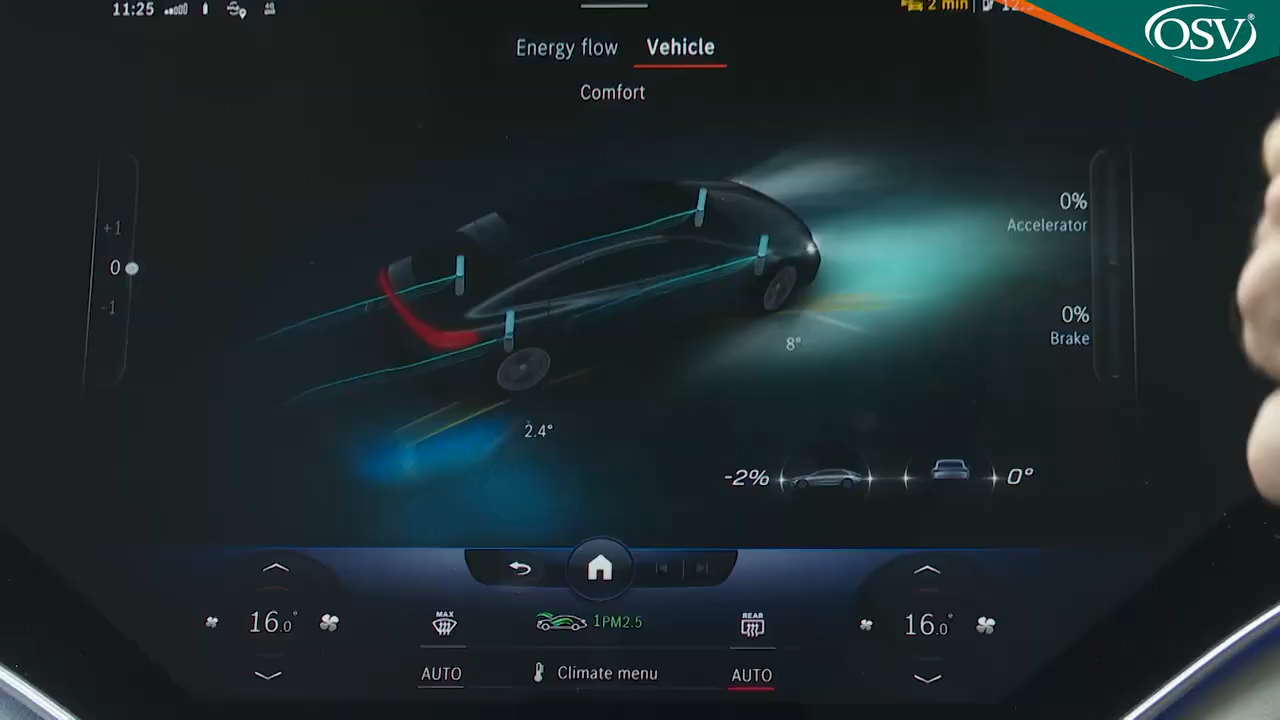 11:25
2 min
OSV®
Energy flow Vehicle
Comfort
+1
0
-1
0%
Accelerator
0%
Brake
8°
2.4°
-2%
0°
16.0°
MAX
1PM2.5
REAR
16.0°
AUTO
Climate menu
AUTO